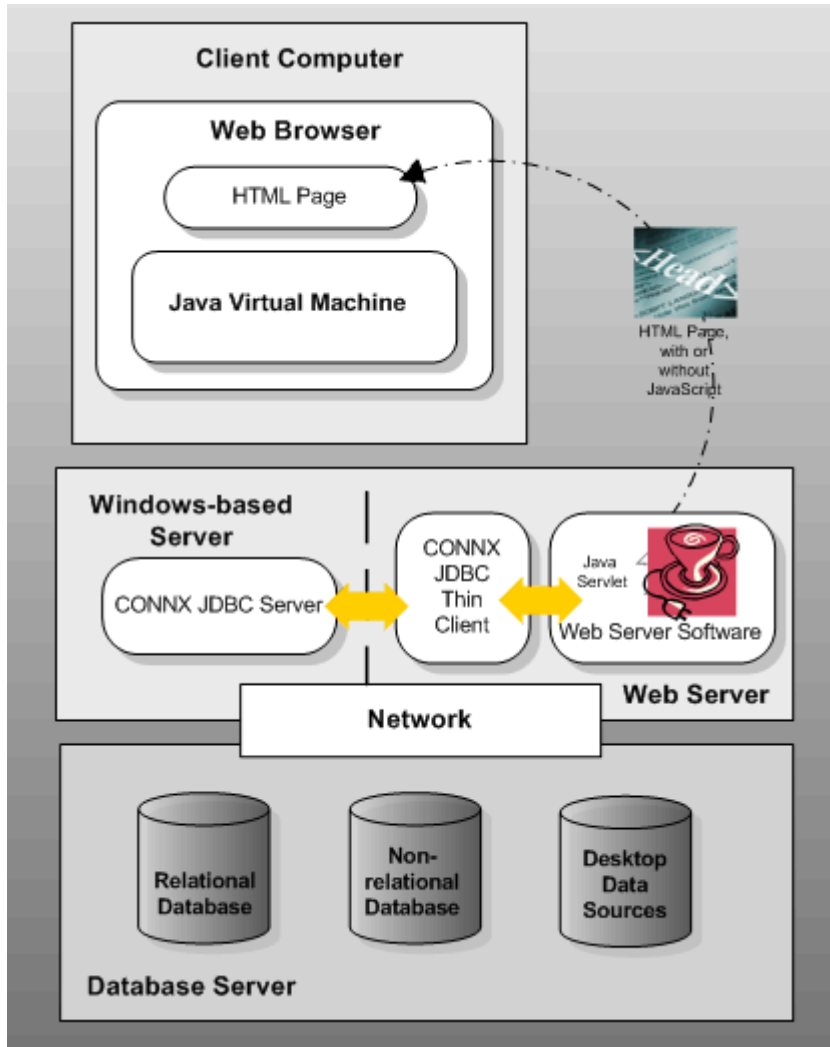 Client Computer
Web Browser
HTML Page
Java Virtual Machine
<Head>
HTML Page,
with or
without
JavaScript
Windows-based
Server
CONNX JDBC Server
CONNX
JDBC
Thin
Client
Java
Servlet
Web Server Software
Web Server
Network
Relational
Database
Non-
relational
Database
Desktop
Data
Sources
Database Server